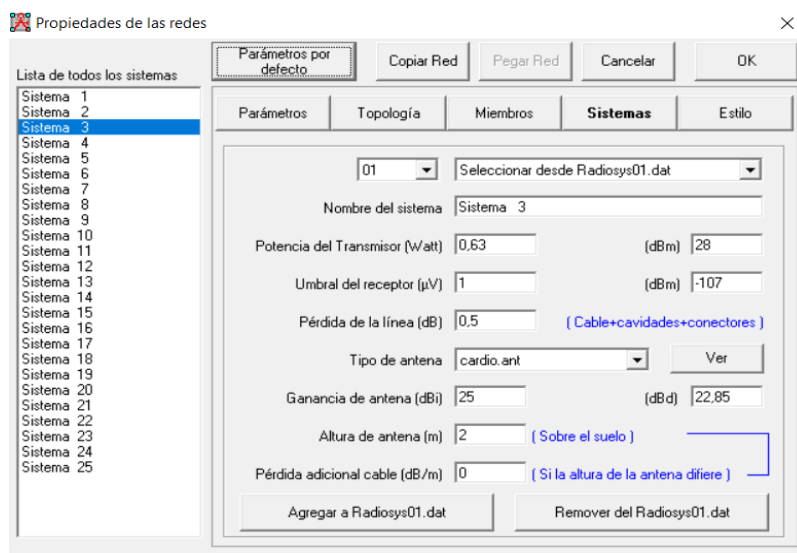 Propiedades de las redes
Lista de todos los sistemas
Sistema 1
Sistema 2
Sistema 3
Sistema 4
Sistema 5
Sistema 6
Sistema 7
Sistema 8
Sistema 9
Sistema 10
Sistema 11
Sistema 12
Sistema 13
Sistema 14
Sistema 15
Sistema 16
Sistema 17
Sistema 18
Sistema 19
Sistema 20
Sistema 21
Sistema 22
Sistema 23
Sistema 24
Sistema 25
Parámetros por
defecto
Copiar Red
Pegar Red
Cancelar
OK
Parámetros
Topología
Miembros
Sistemas
Estilo
01
Seleccionar desde Radiosys01.dat
Nombre del sistema Sistema 3
Potencia del Transmisor (Watt) 0,63 (dBm) 28
Umbral del receptor (µV) 1 (dBm) -107
Pérdida de la línea (dB) 0,5 ( Cable+cavidades+conectores )
Tipo de antena cardio.ant Ver
Ganancia de antena (dBi) 25 (dBd) 22,85
Altura de antena (m) 2 ( Sobre el suelo )
Pérdida adicional cable (dB/m) 0 ( Si la altura de la antena difiere )
Agregar a Radiosys01.dat
Remover del Radiosys01.dat